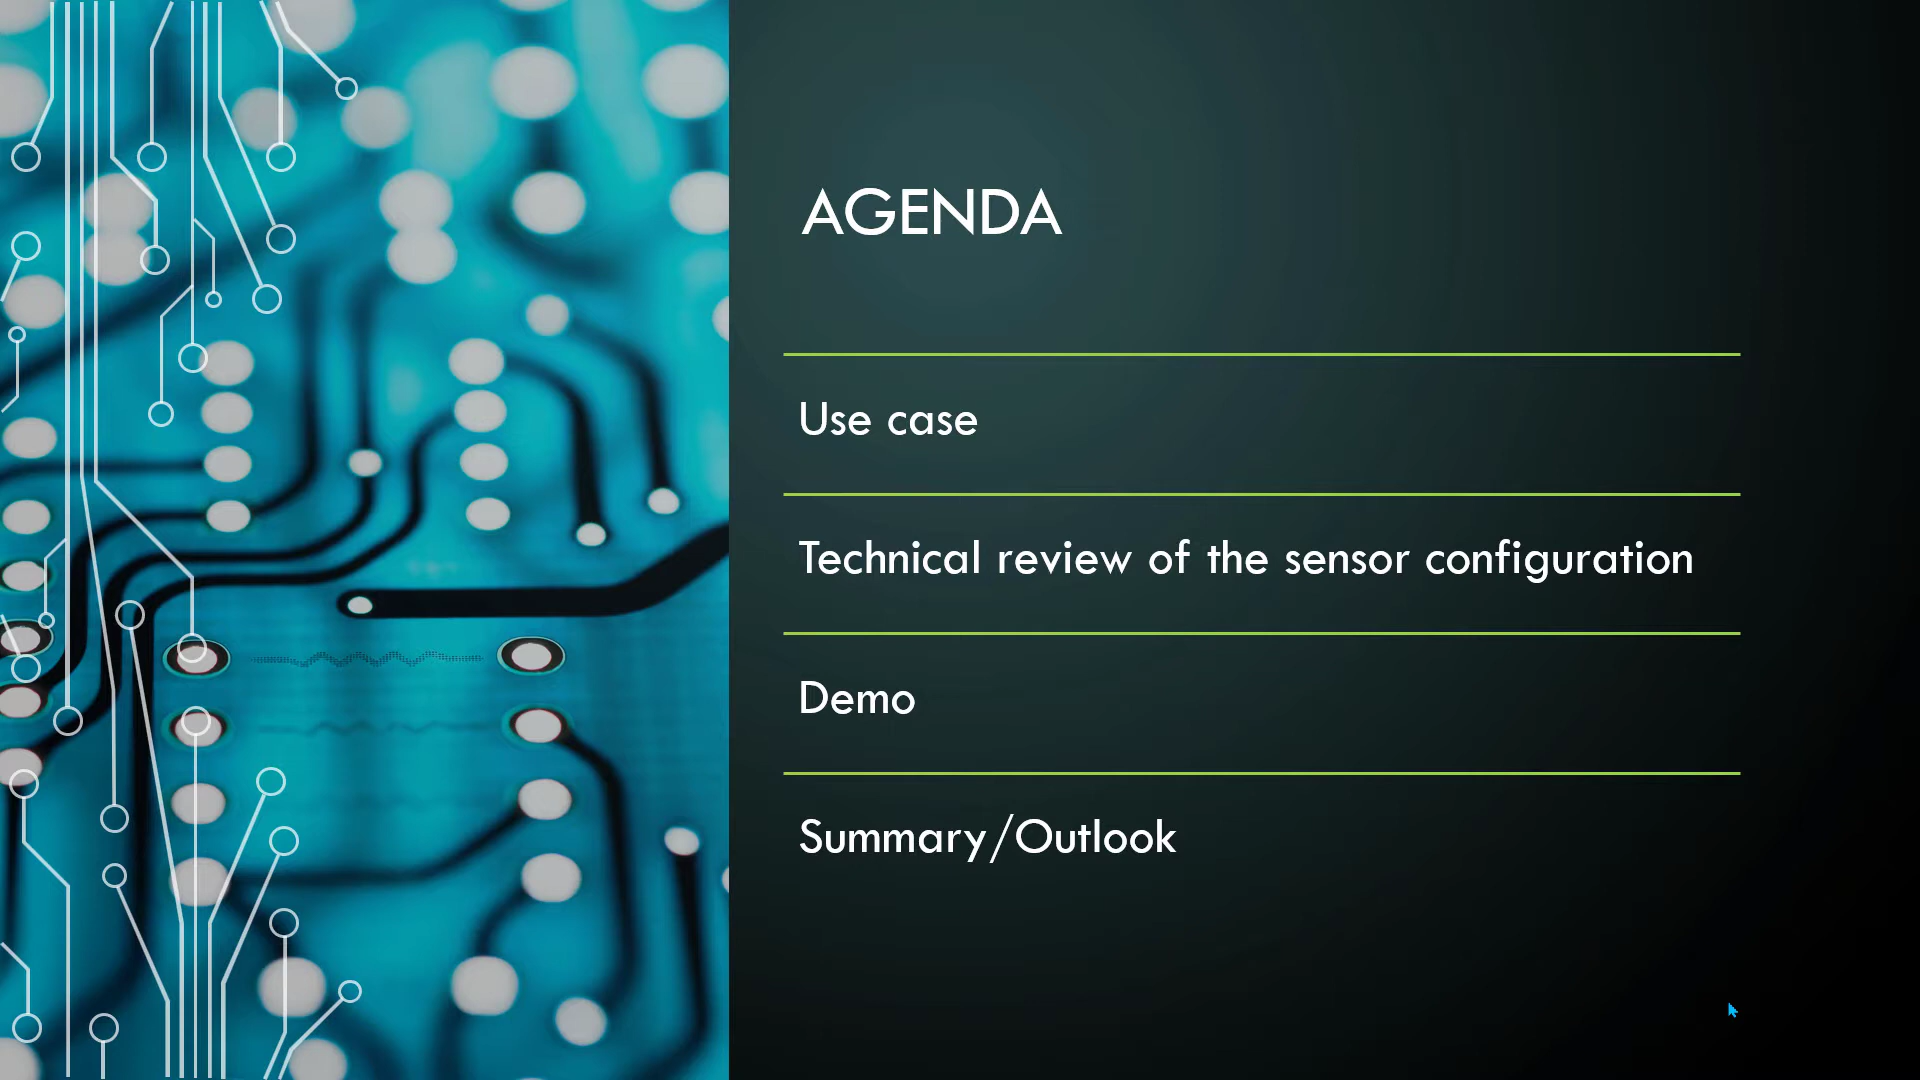 AGENDA
Use case
Technical review of the sensor configuration
Demo
Summary/Outlook